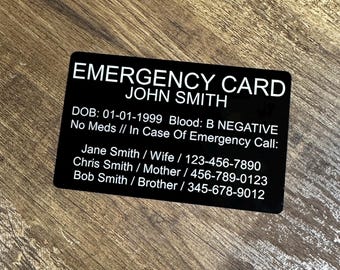 EMERGENCY CARD
JOHN SMITH
DOB: 01-01-1999 Blood: B NEGATIVE
No Meds // In Case Of Emergency Call:
Jane Smith / Wife / 123-456-7890
Chris Smith / Mother / 456-789-0123
Bob Smith / Brother / 345-678-9012